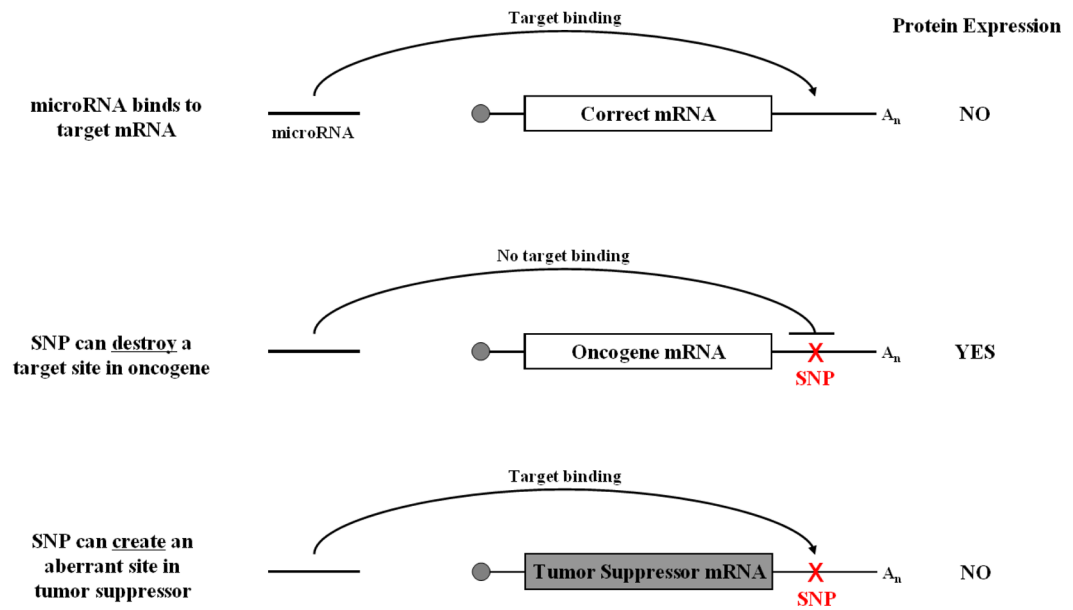 Target binding
Protein Expression
microRNA binds to
target mRNA
microRNA
Correct mRNA
An
NO
No target binding
SNP can destroy a
target site in oncogene
Oncogene mRNA
X
An
YES
SNP
Target binding
SNP can create an
aberrant site in
tumor suppressor
Tumor Suppressor mRNA
X
An
NO
SNP